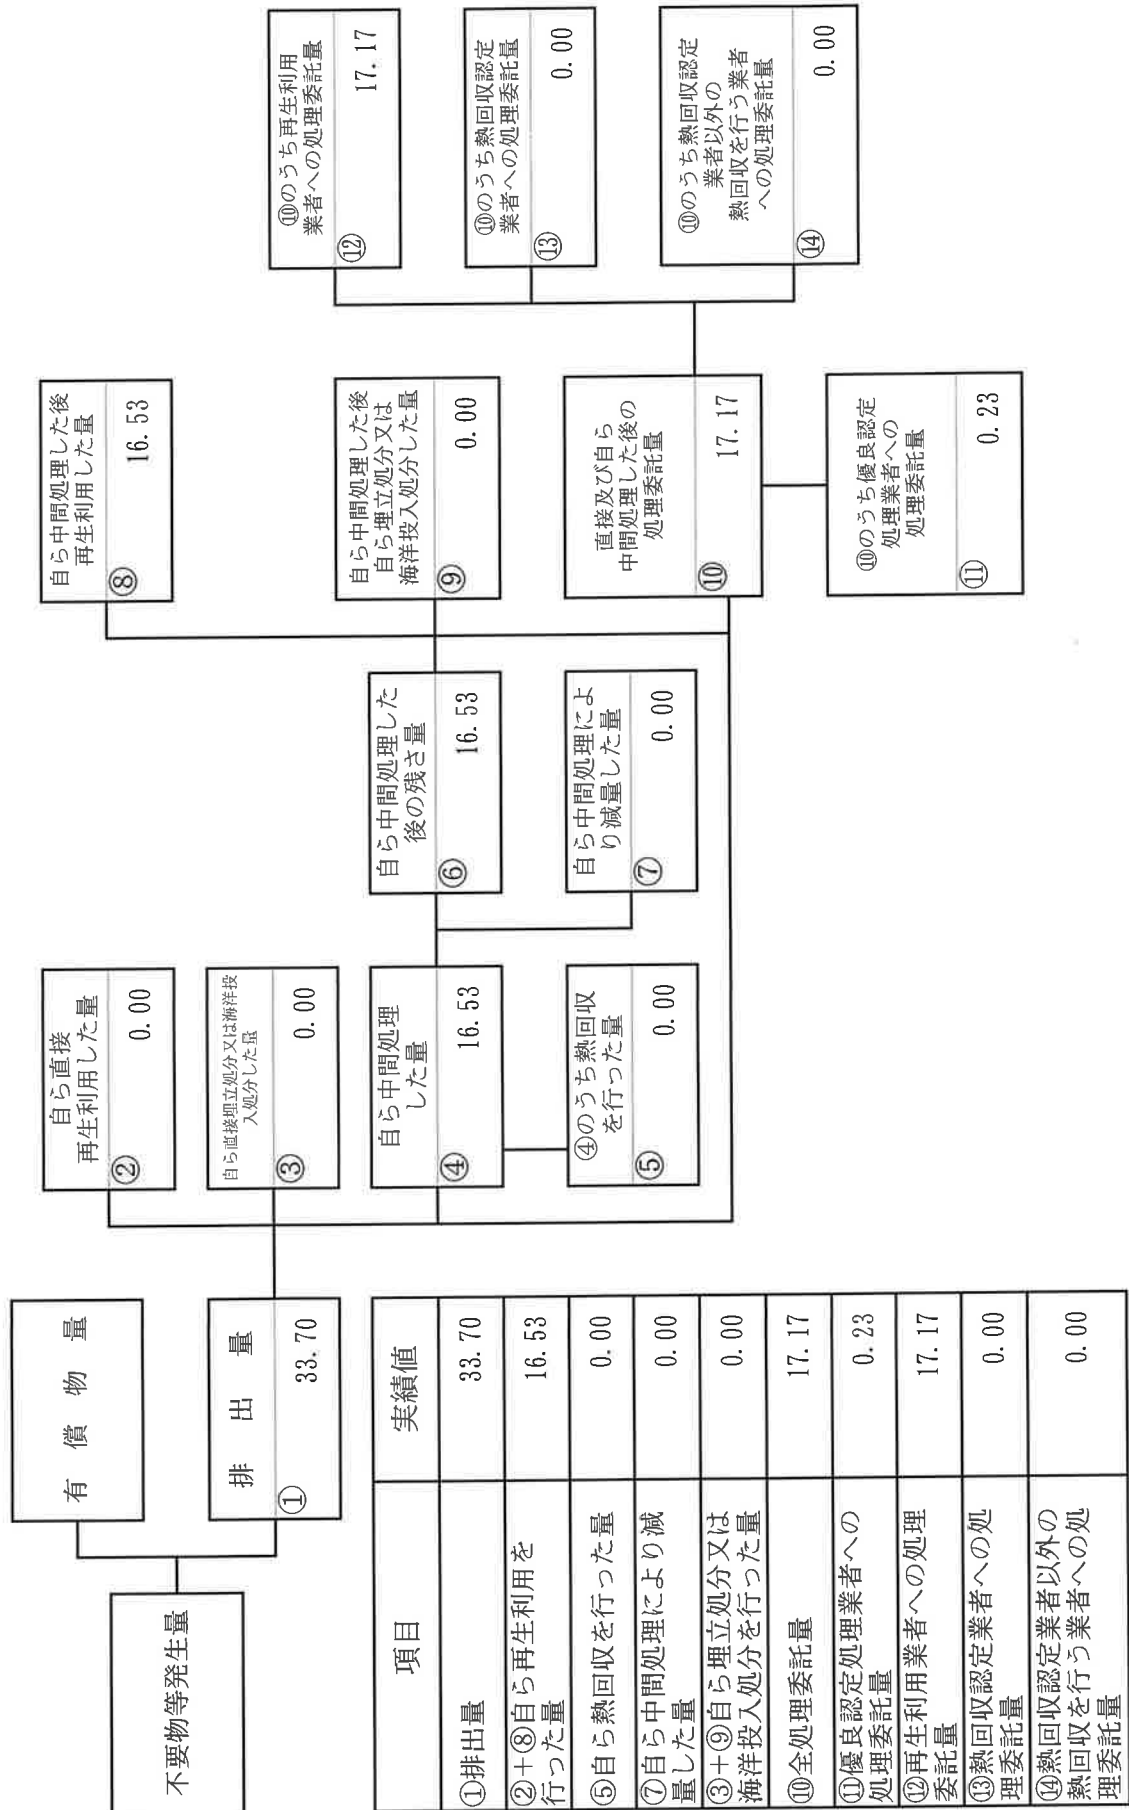 不要物等発生量
有償物量
排出量
①
33.70
自ら直接
再生利用した量
②
0.00
自ら直接埋立処分又は海洋投
入処分した量
③
0.00
自ら中間処理
した量
④
16.53
④のうち熱回収
を行った量
⑤
0.00
自ら中間処理した
後の残さ量
⑥
16.53
自ら中間処理によ
り減量した量
⑦
0.00
自ら中間処理した後
再生利用した量
⑧
16.53
自ら中間処理した後
自ら埋立処分又は
海洋投入処分した量
⑨
0.00
直接及び自ら
中間処理した後の
処理委託量
⑩
17.17
⑩のうち優良認定
処理業者への
処理委託量
⑪
0.23
⑩のうち再生利用
業者への処理委託量
⑫
17.17
⑩のうち熱回収認定
業者への処理委託量
⑬
0.00
⑩のうち熱回収認定
業者以外の
熱回収を行う業者
への処理委託量
⑭
0.00
項目 実績値
①排出量 33.70
②+⑧自ら再生利用を
行った量 16.53
⑤自ら熱回収を行った量 0.00
⑦自ら中間処理により減
量した量 0.00
③+⑨自ら埋立処分又は
海洋投入処分を行った量 0.00
⑩全処理委託量 17.17
⑪優良認定処理業者への
処理委託量 0.23
⑫再生利用業者への処理
委託量 17.17
⑬熱回収認定業者への処
理委託量 0.00
⑭熱回収認定業者以外の
熱回収を行う業者への処
理委託量 0.00